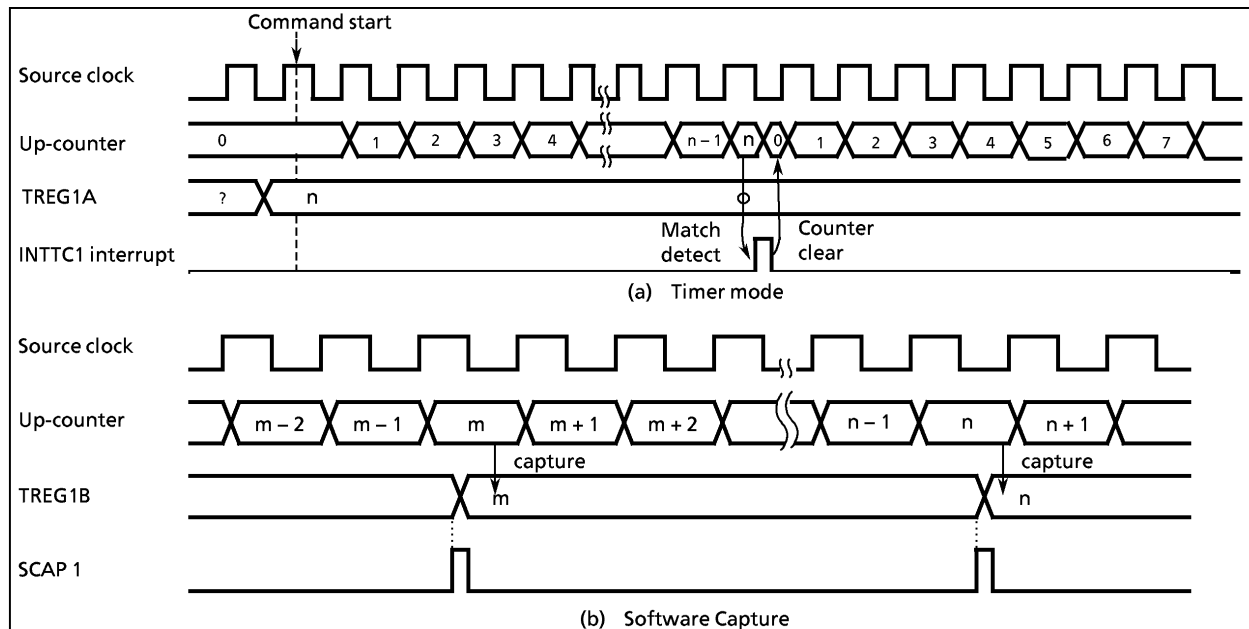 Command start
Source clock
Up-counter 0 1 2 3 4 n – 1 n 0 1 2 3 4 5 6 7
TREG1A ? n
INTTC1 interrupt Match detect Counter clear
(a) Timer mode
Source clock
Up-counter m – 2 m – 1 m m + 1 m + 2 n – 1 n n + 1
capture capture
TREG1B m n
SCAP 1
(b) Software Capture